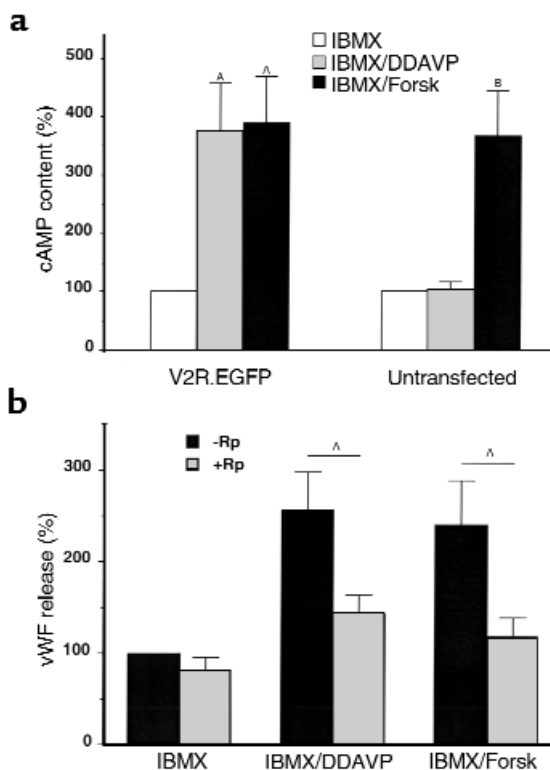 a
IBMX
IBMX/DDAVP
IBMX/Forsk
cAMP content (%)
500
400
300
200
100
0
A
Λ
B
V2R.EGFP
Untransfected
b
-Rp
+Rp
vWF release (%)
300
200
100
0
Λ
Λ
IBMX
IBMX/DDAVP
IBMX/Forsk